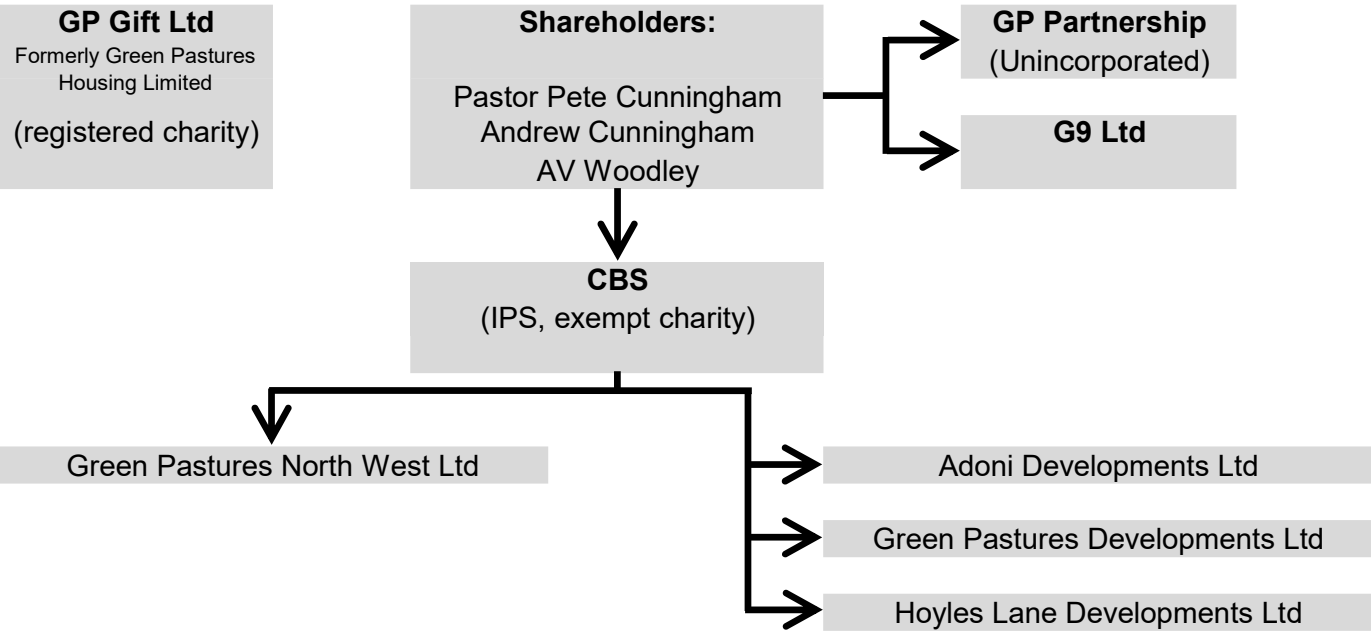 GP Gift Ltd
Formerly Green Pastures
Housing Limited
(registered charity)
Shareholders:
Pastor Pete Cunningham
Andrew Cunningham
AV Woodley
GP Partnership
(Unincorporated)
G9 Ltd
CBS
(IPS, exempt charity)
Green Pastures North West Ltd
Adoni Developments Ltd
Green Pastures Developments Ltd
Hoyles Lane Developments Ltd